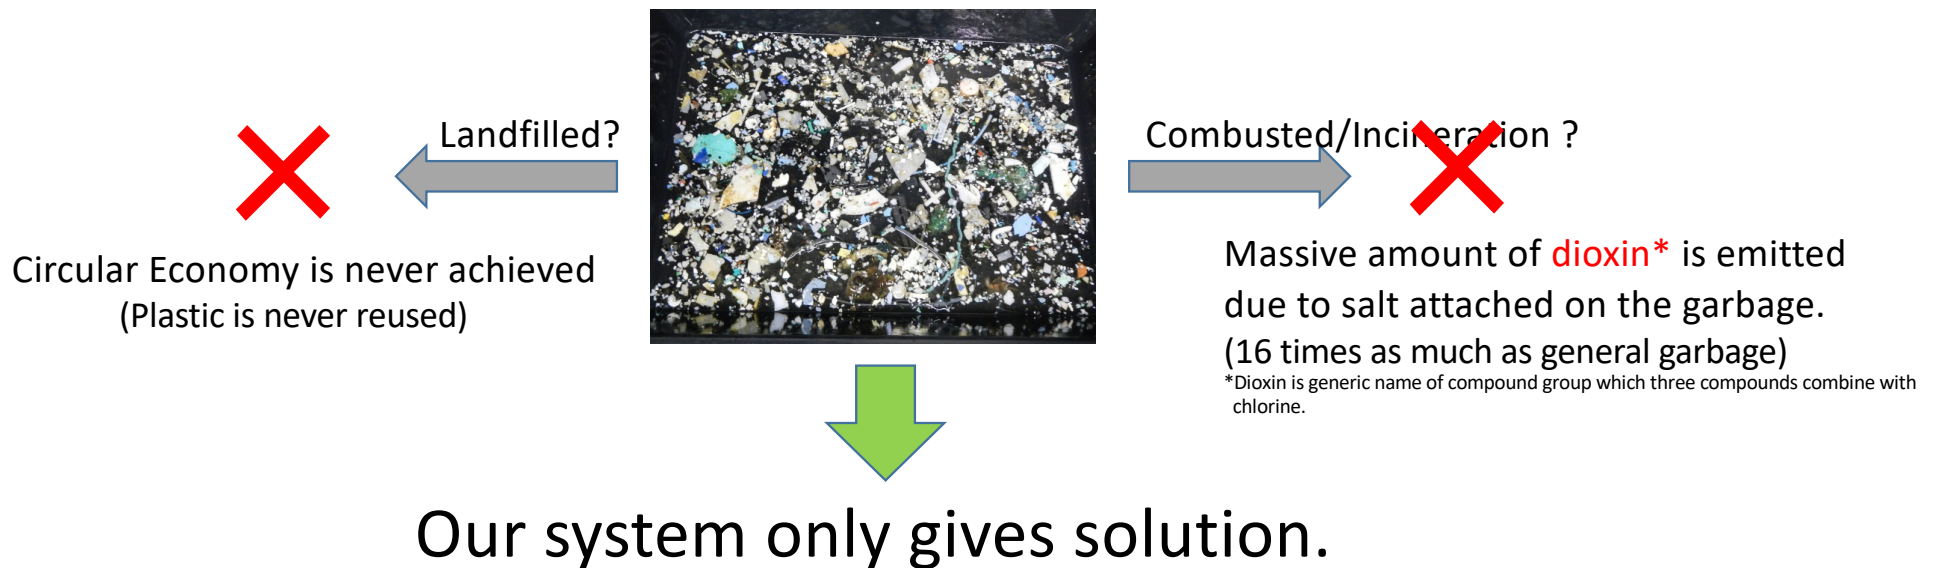 Landfilled?
Combusted/Incineration ?
Circular Economy is never achieved
(Plastic is never reused)
Massive amount of dioxin* is emitted
due to salt attached on the garbage.
(16 times as much as general garbage)
*Dioxin is generic name of compound group which three compounds combine with
chlorine.
Our system only gives solution.